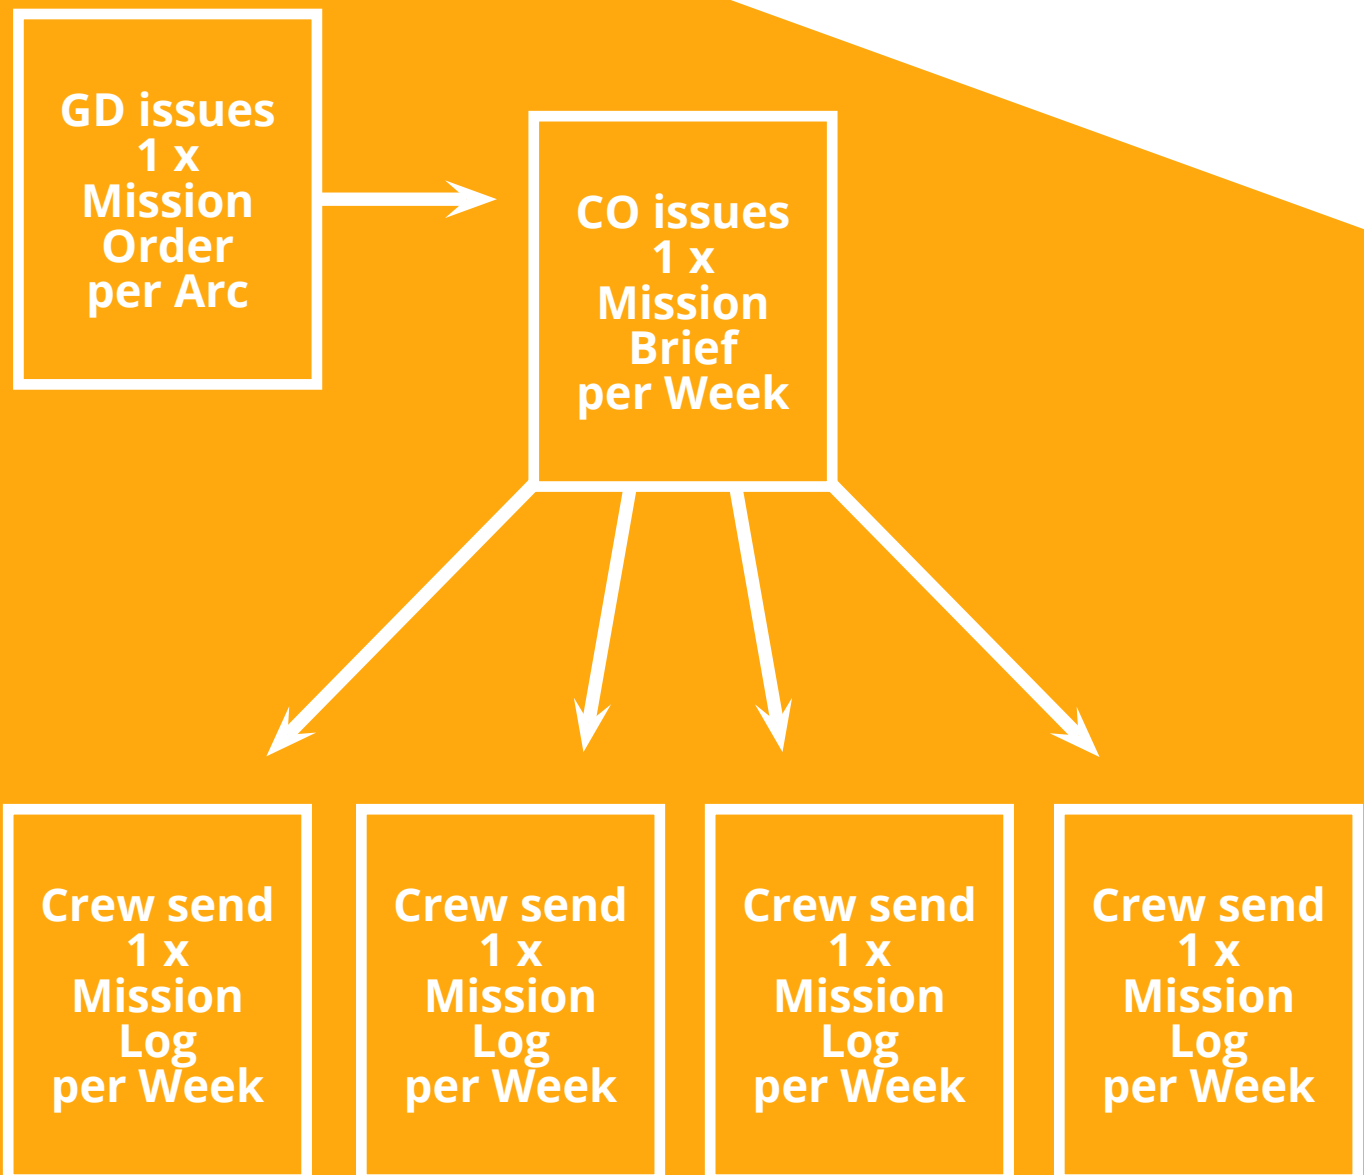 GD issues
1 x
Mission
Order
per Arc
CO issues
1 x
Mission
Brief
per Week
Crew send
1 x
Mission
Log
per Week
Crew send
1 x
Mission
Log
per Week
Crew send
1 x
Mission
Log
per Week
Crew send
1 x
Mission
Log
per Week